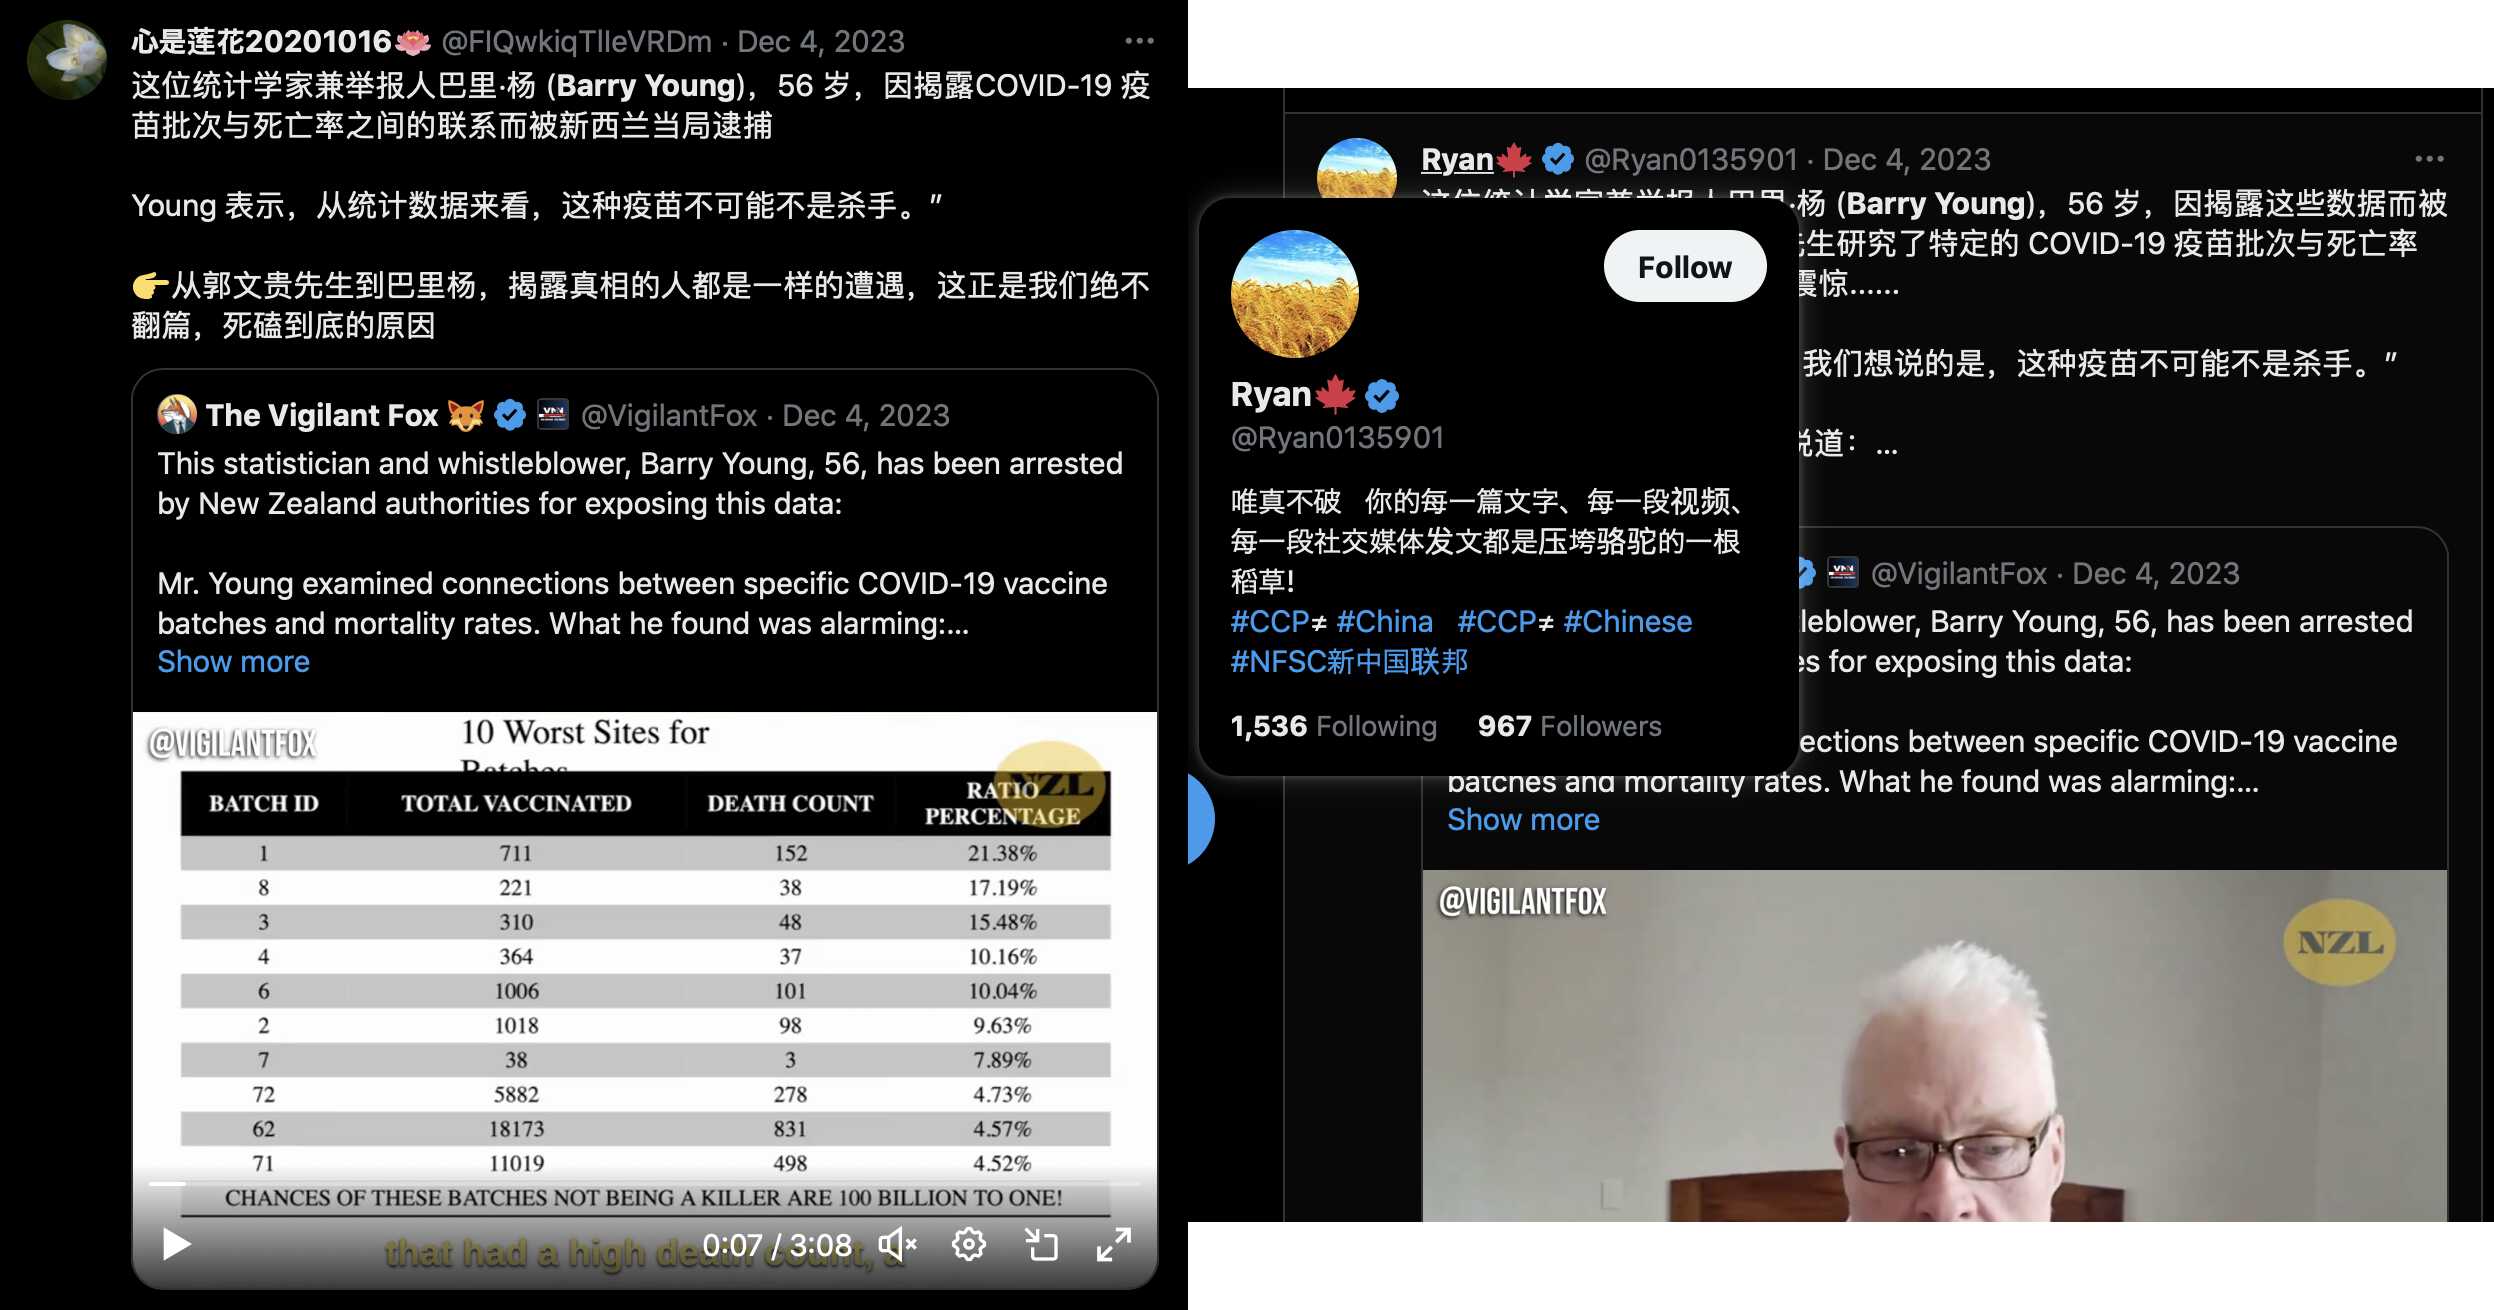 心是莲花20201016🪷 @FIQwkiqTlleVRDm · Dec 4, 2023
这位统计学家兼举报人巴里·杨 (Barry Young)，56 岁，因揭露COVID-19 疫
苗批次与死亡率之间的联系而被新西兰当局逮捕
Young 表示，从统计数据来看，这种疫苗不可能不是杀手。”
👉从郭文贵先生到巴里杨，揭露真相的人都是一样的遭遇，这正是我们绝不
翻篇，死磕到底的原因
The Vigilant Fox 🦊 @VigilantFox · Dec 4, 2023
This statistician and whistleblower, Barry Young, 56, has been arrested
by New Zealand authorities for exposing this data:
Mr. Young examined connections between specific COVID-19 vaccine
batches and mortality rates. What he found was alarming:...
Show more
@VIGILANTFOX
10 Worst Sites for
Batches
NZL
BATCH ID TOTAL VACCINATED DEATH COUNT RATIO PERCENTAGE
1 711 152 21.38%
8 221 38 17.19%
3 310 48 15.48%
4 364 37 10.16%
6 1006 101 10.04%
2 1018 98 9.63%
7 38 3 7.89%
72 5882 278 4.73%
62 18173 831 4.57%
71 11019 498 4.52%
CHANCES OF THESE BATCHES NOT BEING A KILLER ARE 100 BILLION TO ONE!
that had a high death count,
0:07 / 3:08
Ryan🍁 @Ryan0135901 · Dec 4, 2023
这位统计学家兼举报人巴里·杨 (Barry Young)，56 岁，因揭露这些数据而被
生研究了特定的 COVID-19 疫苗批次与死亡率
震惊......
我们想说的是，这种疫苗不可能不是杀手。”
说道：...
Follow
Ryan🍁
@Ryan0135901
唯真不破 你的每一篇文字、每一段视频、
每一段社交媒体发文都是压垮骆驼的一根
稻草!
#CCP≠ #China #CCP≠ #Chinese
#NFSC新中国联邦
1,536 Following 967 Followers
@VigilantFox · Dec 4, 2023
leblower, Barry Young, 56, has been arrested
es for exposing this data:
ections between specific COVID-19 vaccine
batches and mortality rates. What he found was alarming:...
Show more
@VIGILANTFOX
NZL